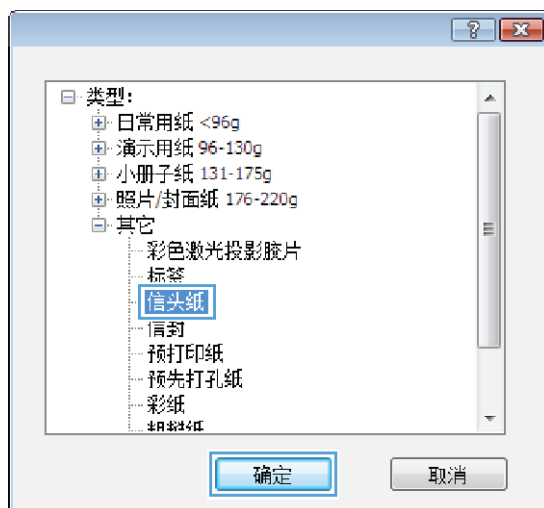 类型:
日常用纸 <96g
演示用纸 96-130g
小册子纸 131-175g
照片/封面纸 176-220g
其它
彩色激光投影胶片
标签
信头纸
信封
预打印纸
预先打孔纸
彩纸
粗糙纸
确定 取消